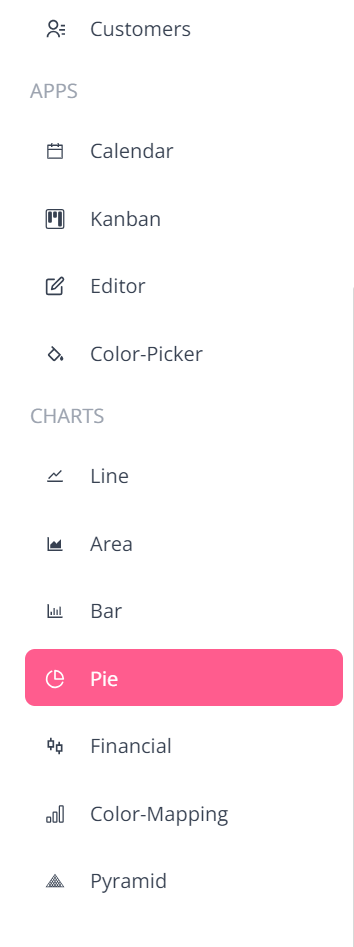 Customers
APPS
Calendar
Kanban
Editor
Color-Picker
CHARTS
Line
Area
Bar
Pie
Financial
Color-Mapping
Pyramid